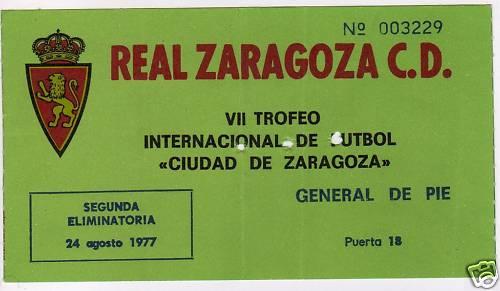 Nº 003229
REAL ZARAGOZA C.D.
VII TROFEO
INTERNACIONAL DE FUTBOL
«CIUDAD DE ZARAGOZA»
GENERAL DE PIE
SEGUNDA
ELIMINATORIA
24 agosto 1977
Puerta 18